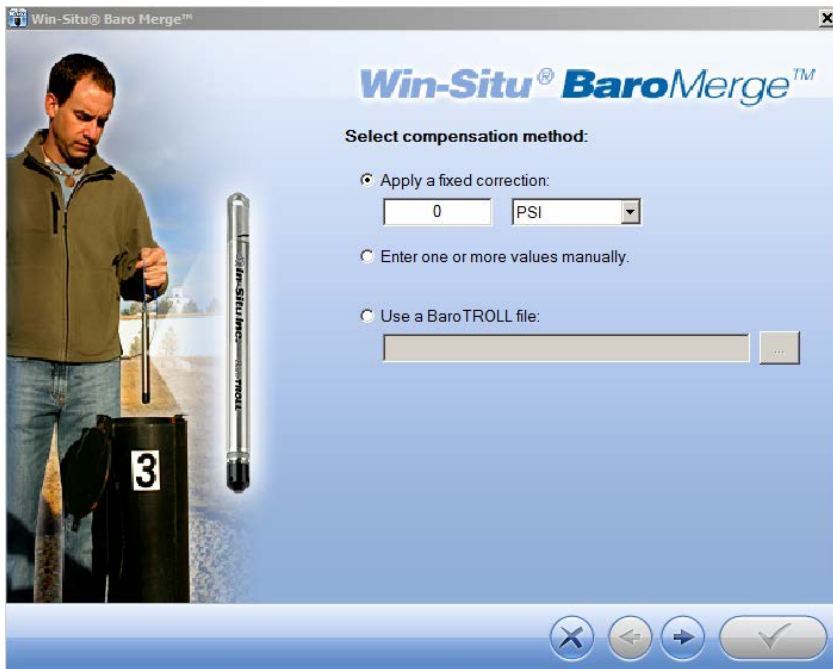 Win-Situ® Baro Merge™
Win-Situ® BaroMerge™
Select compensation method:
Apply a fixed correction:
0
PSI
Enter one or more values manually.
Use a BaroTROLL file:
...
3
In-Situ Inc.
TROLL